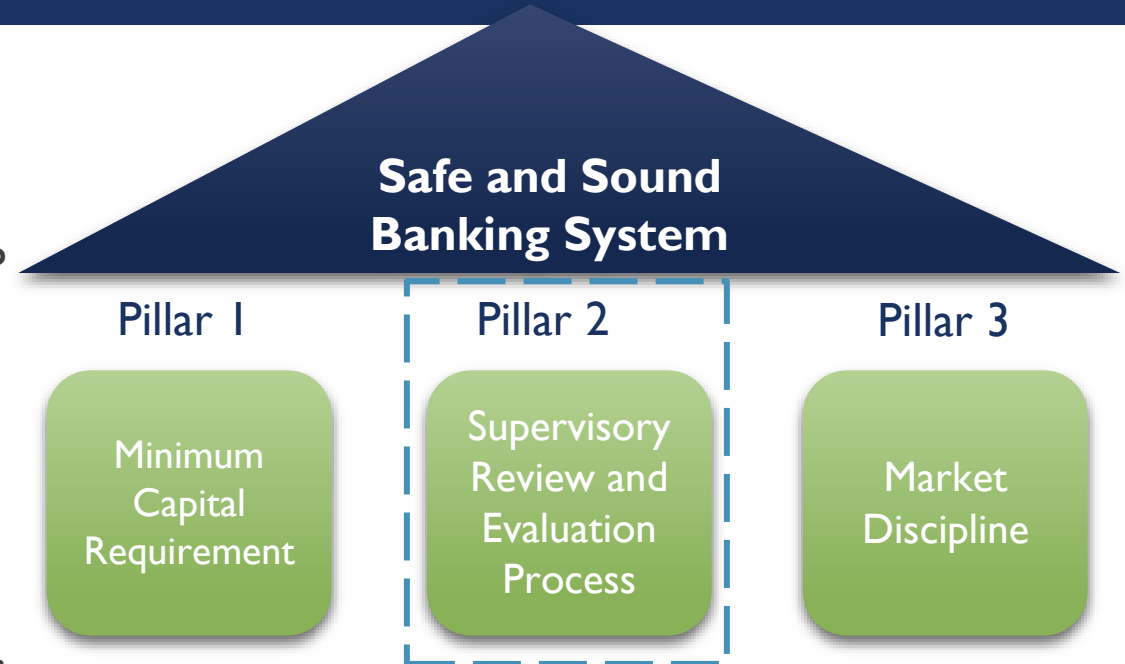 Safe and Sound
Banking System
Pillar 1
Pillar 2
Pillar 3
Minimum
Capital
Requirement
Supervisory
Review and
Evaluation
Process
Market
Discipline